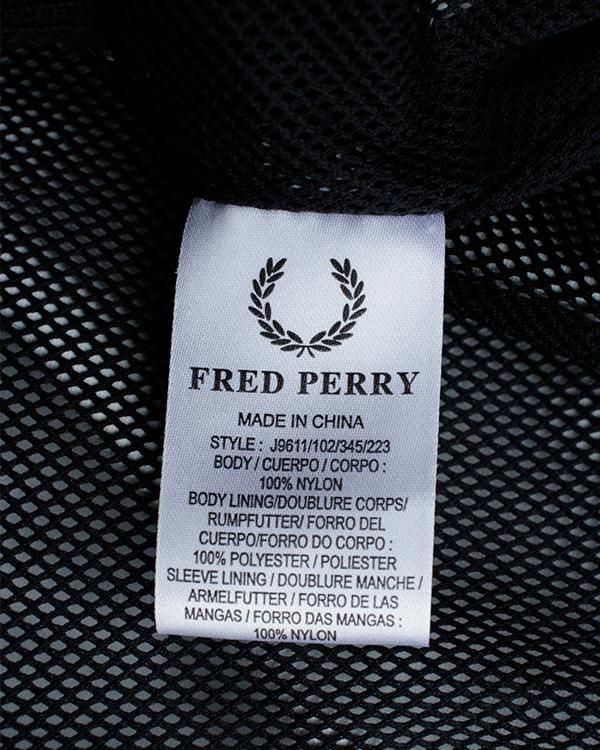 FRED PERRY
MADE IN CHINA
STYLE : J9611/102/345/223
BODY / CUERPO / CORPO :
100% NYLON
BODY LINING/DOUBLURE CORPS/
RUMPFUTTER/ FORRO DEL
CUERPO/FORRO DO CORPO :
100% POLYESTER / POLIESTER
SLEEVE LINING / DOUBLURE MANCHE /
ARMELFUTTER / FORRO DE LAS
MANGAS / FORRO DAS MANGAS :
100% NYLON